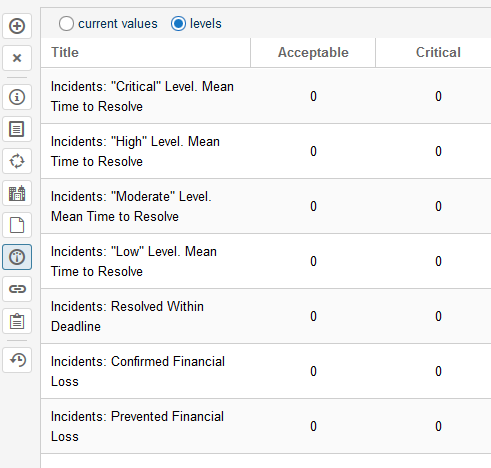 current values levels
Title Acceptable Critical
Incidents: "Critical" Level. Mean
Time to Resolve 0 0
Incidents: "High" Level. Mean
Time to Resolve 0 0
Incidents: "Moderate" Level.
Mean Time to Resolve 0 0
Incidents: "Low" Level. Mean
Time to Resolve 0 0
Incidents: Resolved Within
Deadline 0 0
Incidents: Confirmed Financial
Loss 0 0
Incidents: Prevented Financial
Loss 0 0